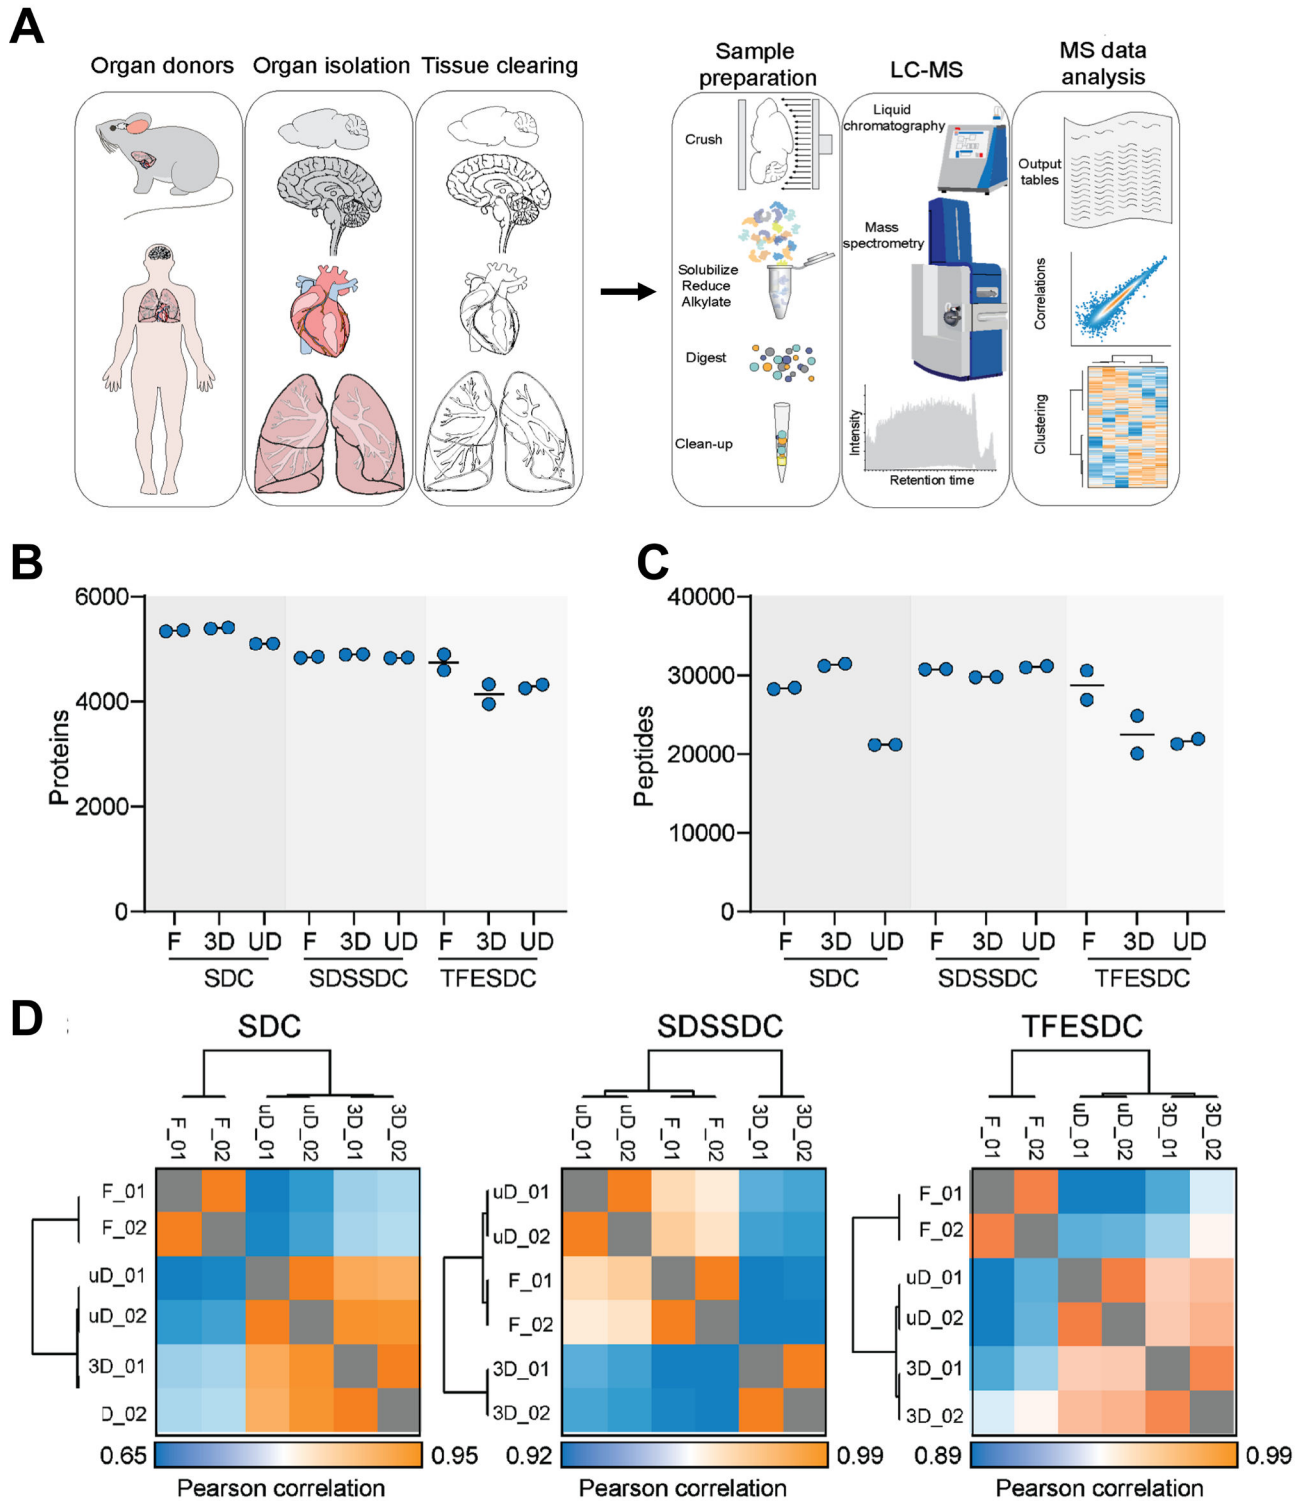 A
Organ donors
Organ isolation
Tissue clearing
Sample
preparation
LC-MS
MS data
analysis
Crush
Solubilize
Reduce
Alkylate
Digest
Clean-up
Liquid
chromatography
Mass
spectrometry
Intensity
Retention time
Output
tables
Correlations
Clustering
B
6000
4000
2000
0
Proteins
F 3D UD F 3D UD F 3D UD
SDC SDSSDC TFESDC
C
40000
30000
20000
10000
0
Peptides
F 3D UD F 3D UD F 3D UD
SDC SDSSDC TFESDC
D
SDC
F_01 F_02 uD_01 uD_02 3D_01 3D_02
F_01
F_02
uD_01
uD_02
3D_01
D_02
0.65 0.95
Pearson correlation
SDSSDC
uD_01 uD_02 F_01 F_02 3D_01 3D_02
uD_01
uD_02
F_01
F_02
3D_01
3D_02
0.92 0.99
Pearson correlation
TFESDC
F_01 F_02 uD_01 uD_02 3D_01 3D_02
F_01
F_02
uD_01
uD_02
3D_01
3D_02
0.89 0.99
Pearson correlation